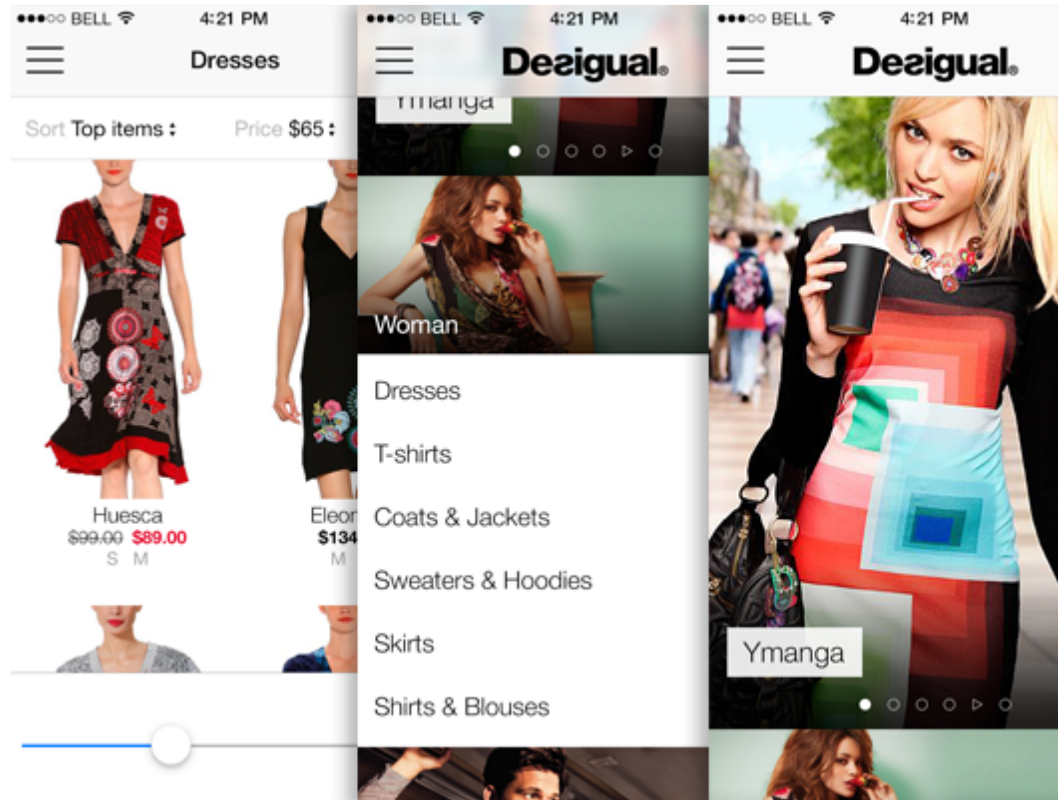 BELL 4:21 PM
Dresses
Sort Top items Price $65
Huesca
$99.00 $89.00
S M
Eleon
$134
M
BELL 4:21 PM
Desigual.
Ymanga
Woman
Dresses
T-shirts
Coats & Jackets
Sweaters & Hoodies
Skirts
Shirts & Blouses
BELL 4:21 PM
Desigual.
Ymanga